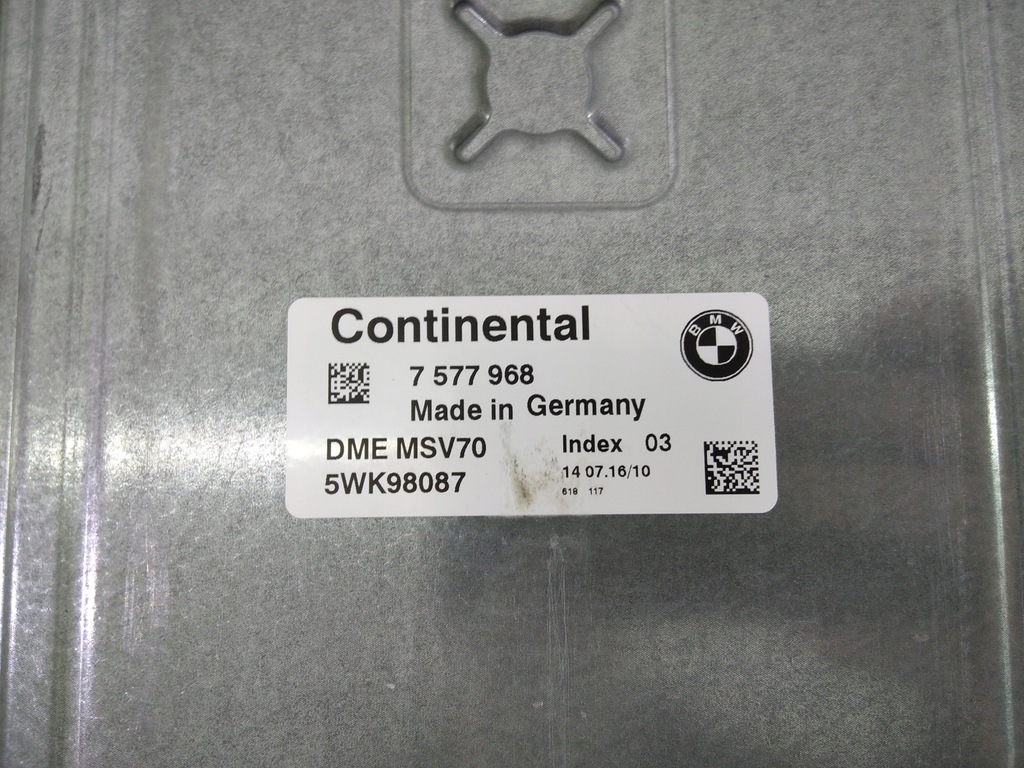 Continental
BMW
7 577 968
Made in Germany
DME MSV70 Index 03
5WK98087 14 07.16/10
618 117